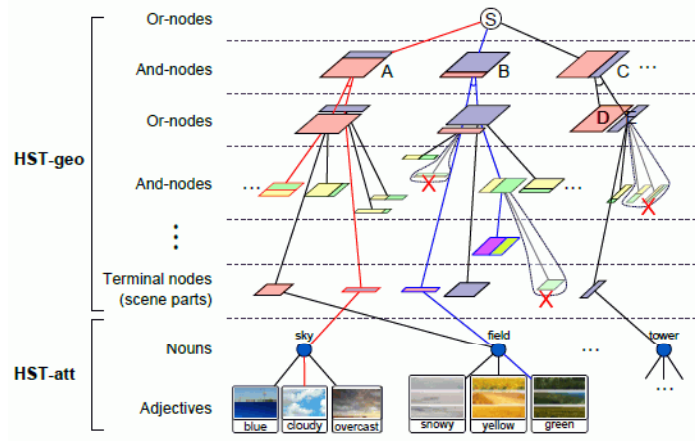 Or-nodes
S
And-nodes
A
B
C
...
Or-nodes
D
E
HST-geo
...
And-nodes
...
Terminal nodes
(scene parts)
sky
field
tower
Nouns
...
HST-att
...
Adjectives
blue
cloudy
overcast
snowy
yellow
green